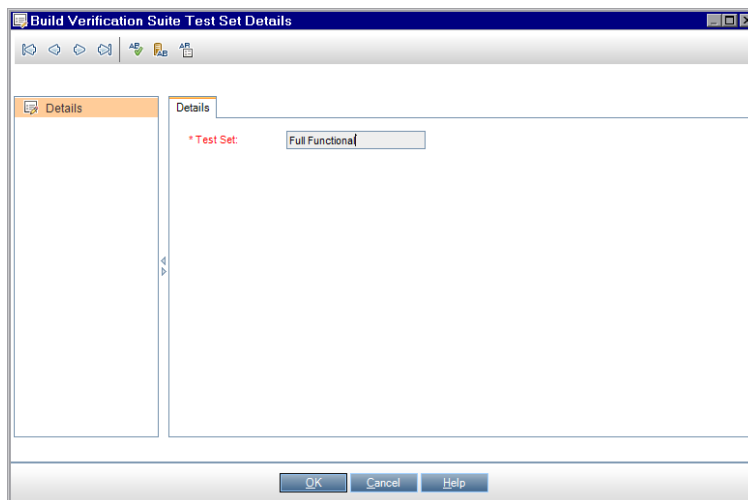 Build Verification Suite Test Set Details
Details
Details
* Test Set: Full Functional
OK Cancel Help